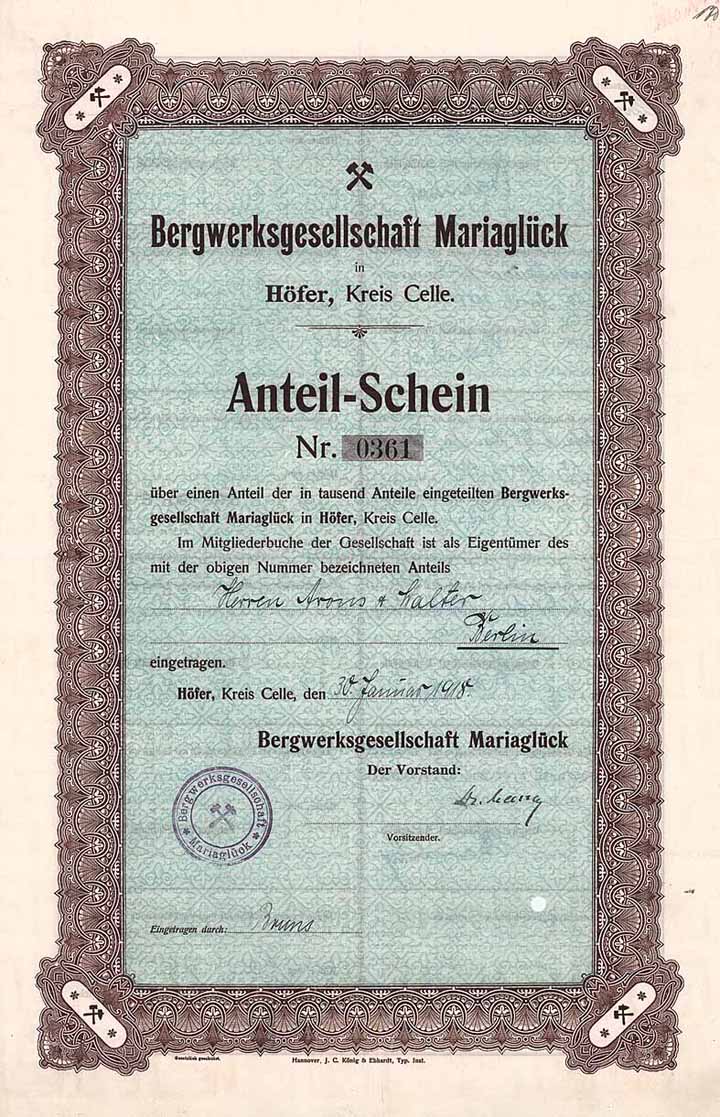 Bergwerksgesellschaft Mariaglück
in
Höfer, Kreis Celle.
Anteil-Schein
Nr. 0361
über einen Anteil der in tausend Anteile eingeteilten Bergwerks-
gesellschaft Mariaglück in Höfer, Kreis Celle.
Im Mitgliederbuche der Gesellschaft ist als Eigentümer des
mit der obigen Nummer bezeichneten Anteils
Herren Arons & Walter
Berlin
eingetragen.
Höfer, Kreis Celle, den 30. Januar 1918.
Bergwerksgesellschaft Mariaglück
Der Vorstand:
Vorsitzender.
Bergwerksgesellschaft
Mariaglück
Eingetragen durch: Bruns
Gesetzlich geschützt.
Hannover, J. C. König & Ebhardt, Typ. Inst.